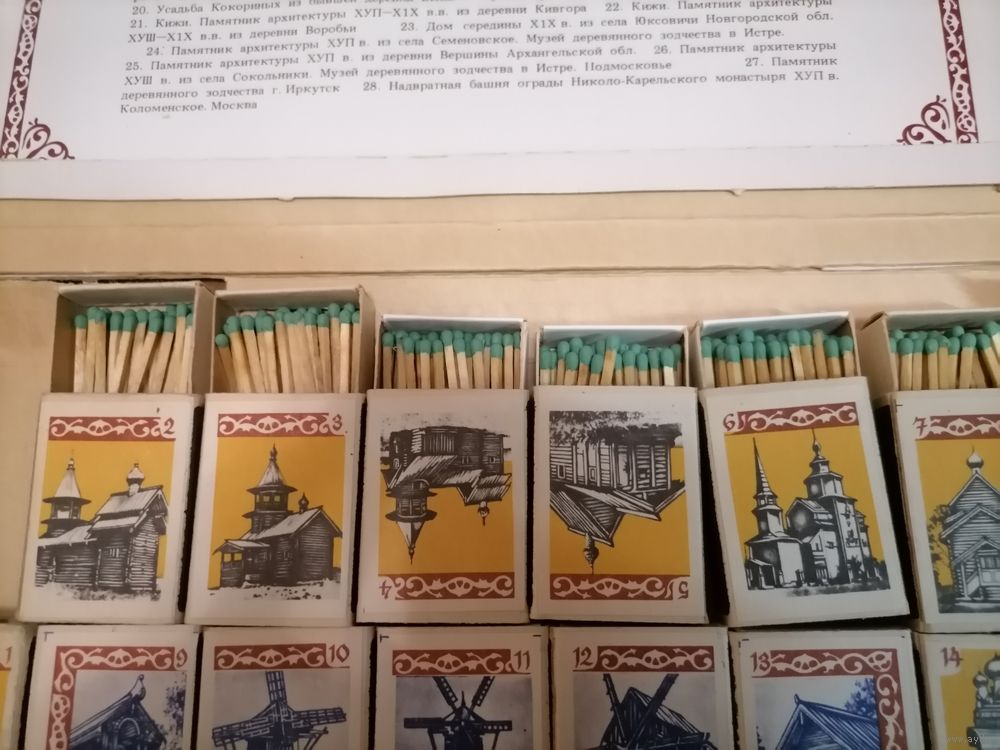 20. Усадьба Кокориных из бывшей деревни
21. Кижи. Памятник архитектуры ХУП—Х1Х в.в. из деревни Кивгора 22. Кижи. Памятник архитектуры
ХУШ—Х1Х в.в. из деревни Воробьи 23. Дом середины Х1Х в. из села Юксовичи Новгородской обл.
24. Памятник архитектуры ХУП в. из села Семеновское. Музей деревянного зодчества в Истре.
25. Памятник архитектуры ХУП в. из деревни Вершины Архангельской обл. 26. Памятник архитектуры
ХУШ в. из села Сокольники. Музей деревянного зодчества в Истре. Подмосковье 27. Памятник
деревянного зодчества г. Иркутск 28. Надвратная башня ограды Николо-Карельского монастыря ХУП в.
Коломенское. Москва
2 3 4 5 6 7
1 9 10 11 12 13 14